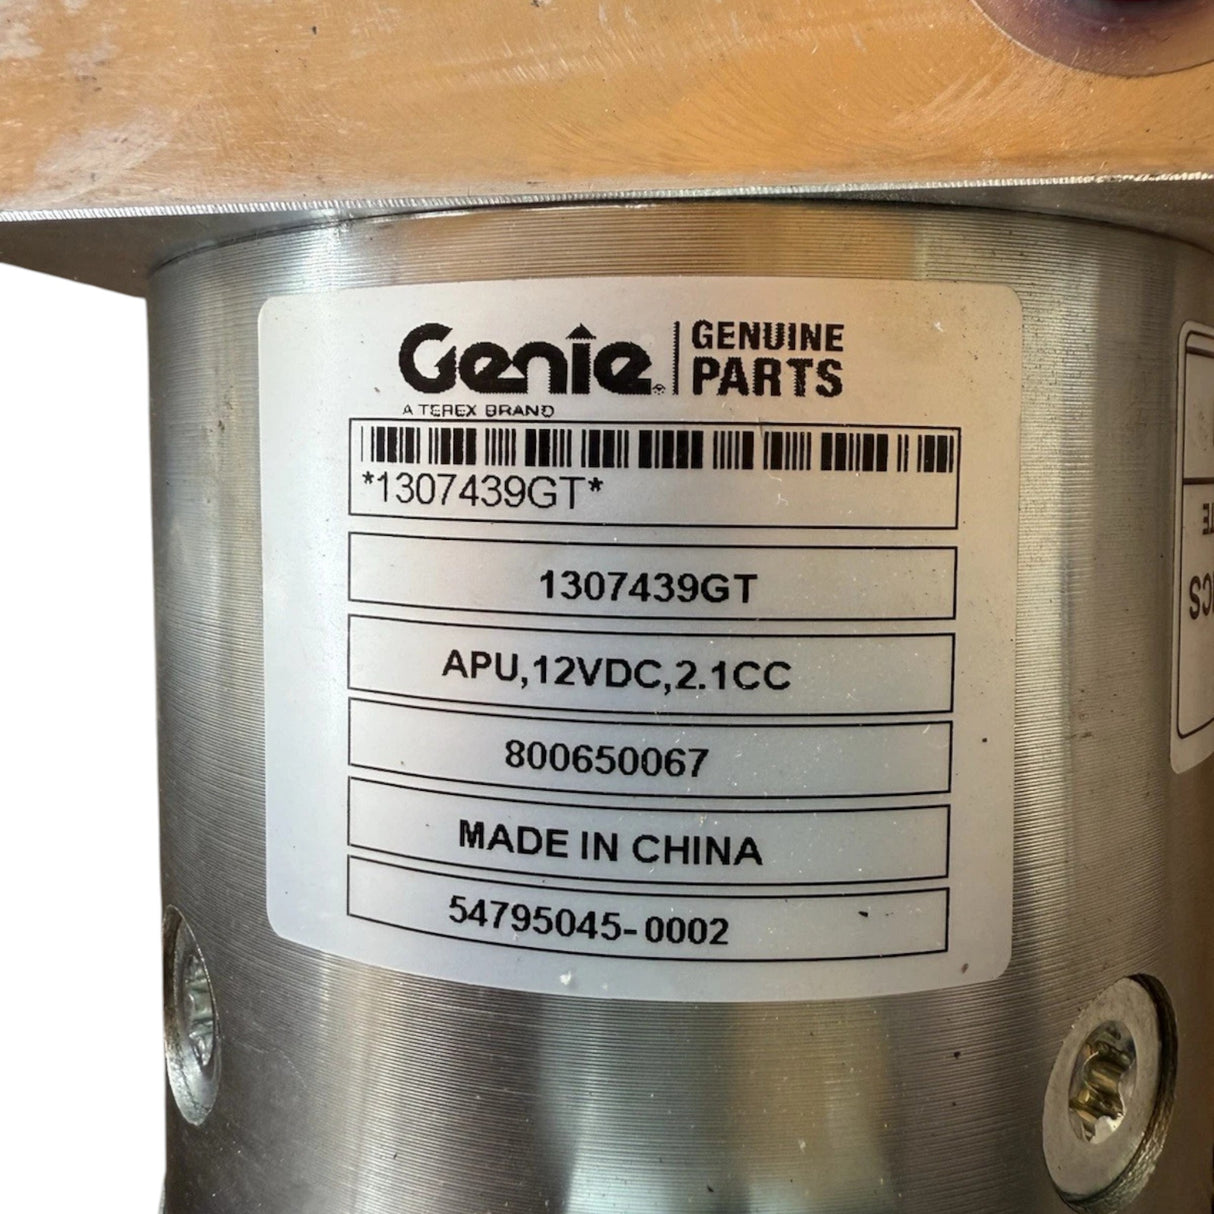 Genie
GENUINE
PARTS
A TEREX BRAND
*1307439GT*
1307439GT
APU,12VDC,2.1CC
800650067
MADE IN CHINA
54795045-0002